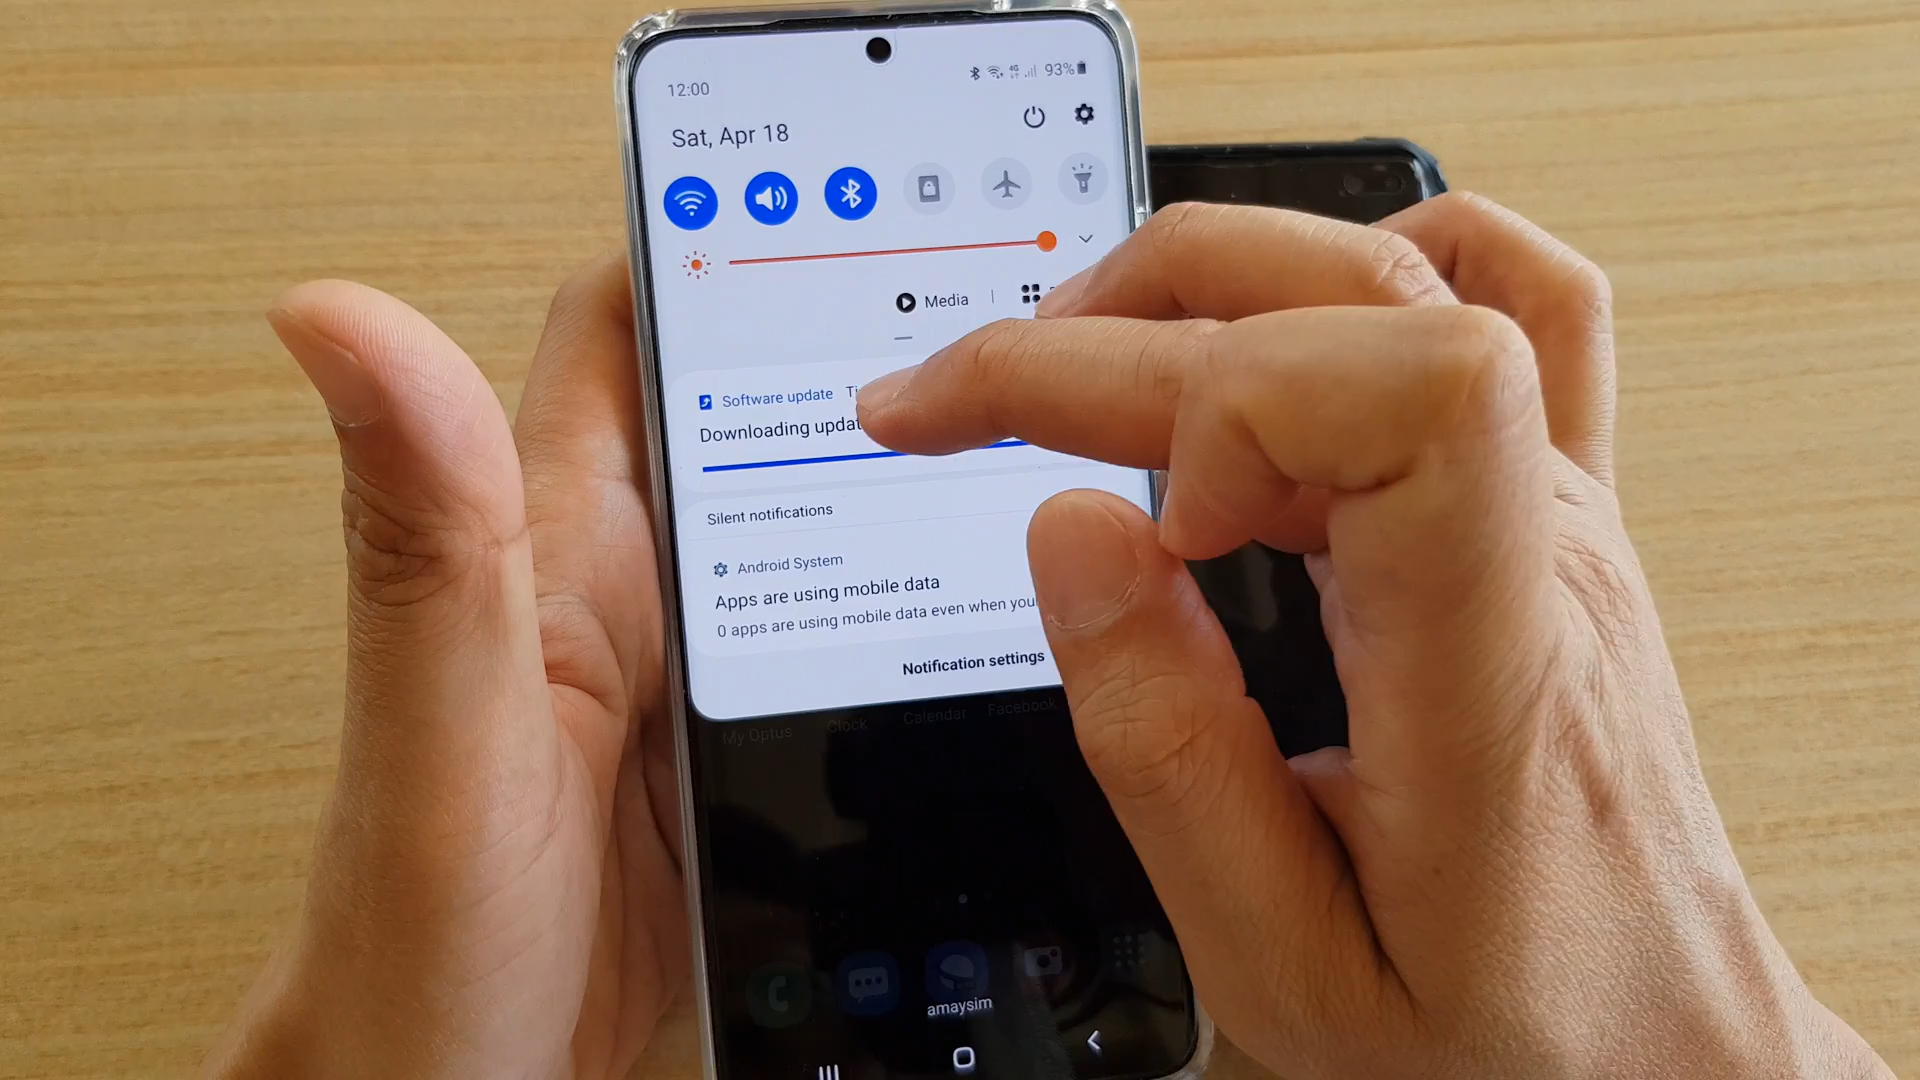 12:00
4G
93%
Sat, Apr 18
Media
Software update
Downloading updat
Silent notifications
Android System
Apps are using mobile data
0 apps are using mobile data even when you
Notification settings
My Optus Clock Calendar Facebook
amaysim